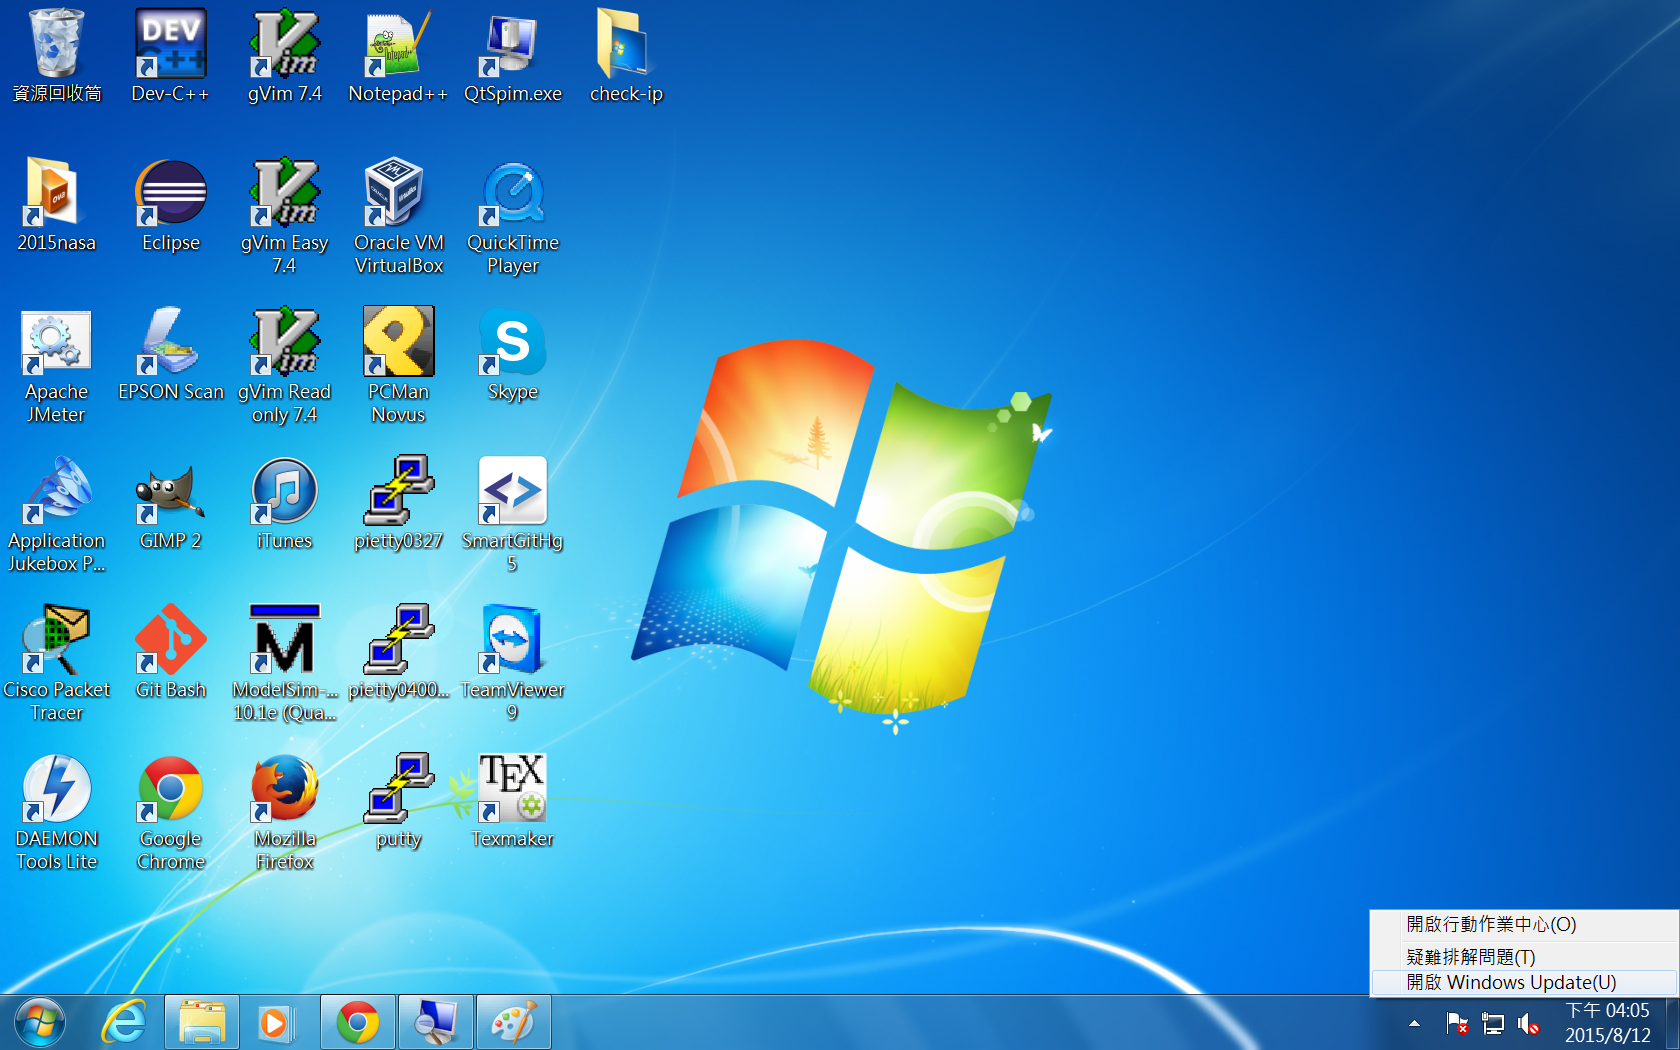 DEV
C++
資源回收筒
Dev-C++
gVim 7.4
Notepad++
QtSpim.exe
check-ip
2015nasa
Eclipse
gVim Easy
7.4
Oracle VM
VirtualBox
QuickTime
Player
Apache
JMeter
EPSON Scan
gVim Read
only 7.4
PCMan
Novus
S
Skype
Application
Jukebox P...
GIMP 2
iTunes
pietty0327
SmartGitHg
5
Cisco Packet
Tracer
Git Bash
M
ModelSim-...
10.1e (Qua...
pietty0400...
TeamViewer
9
DAEMON
Tools Lite
Google
Chrome
Mozilla
Firefox
putty
TEX
Texmaker
開啟行動作業中心(O)
疑難排解問題(T)
開啟 Windows Update(U)
下午 04:05
2015/8/12